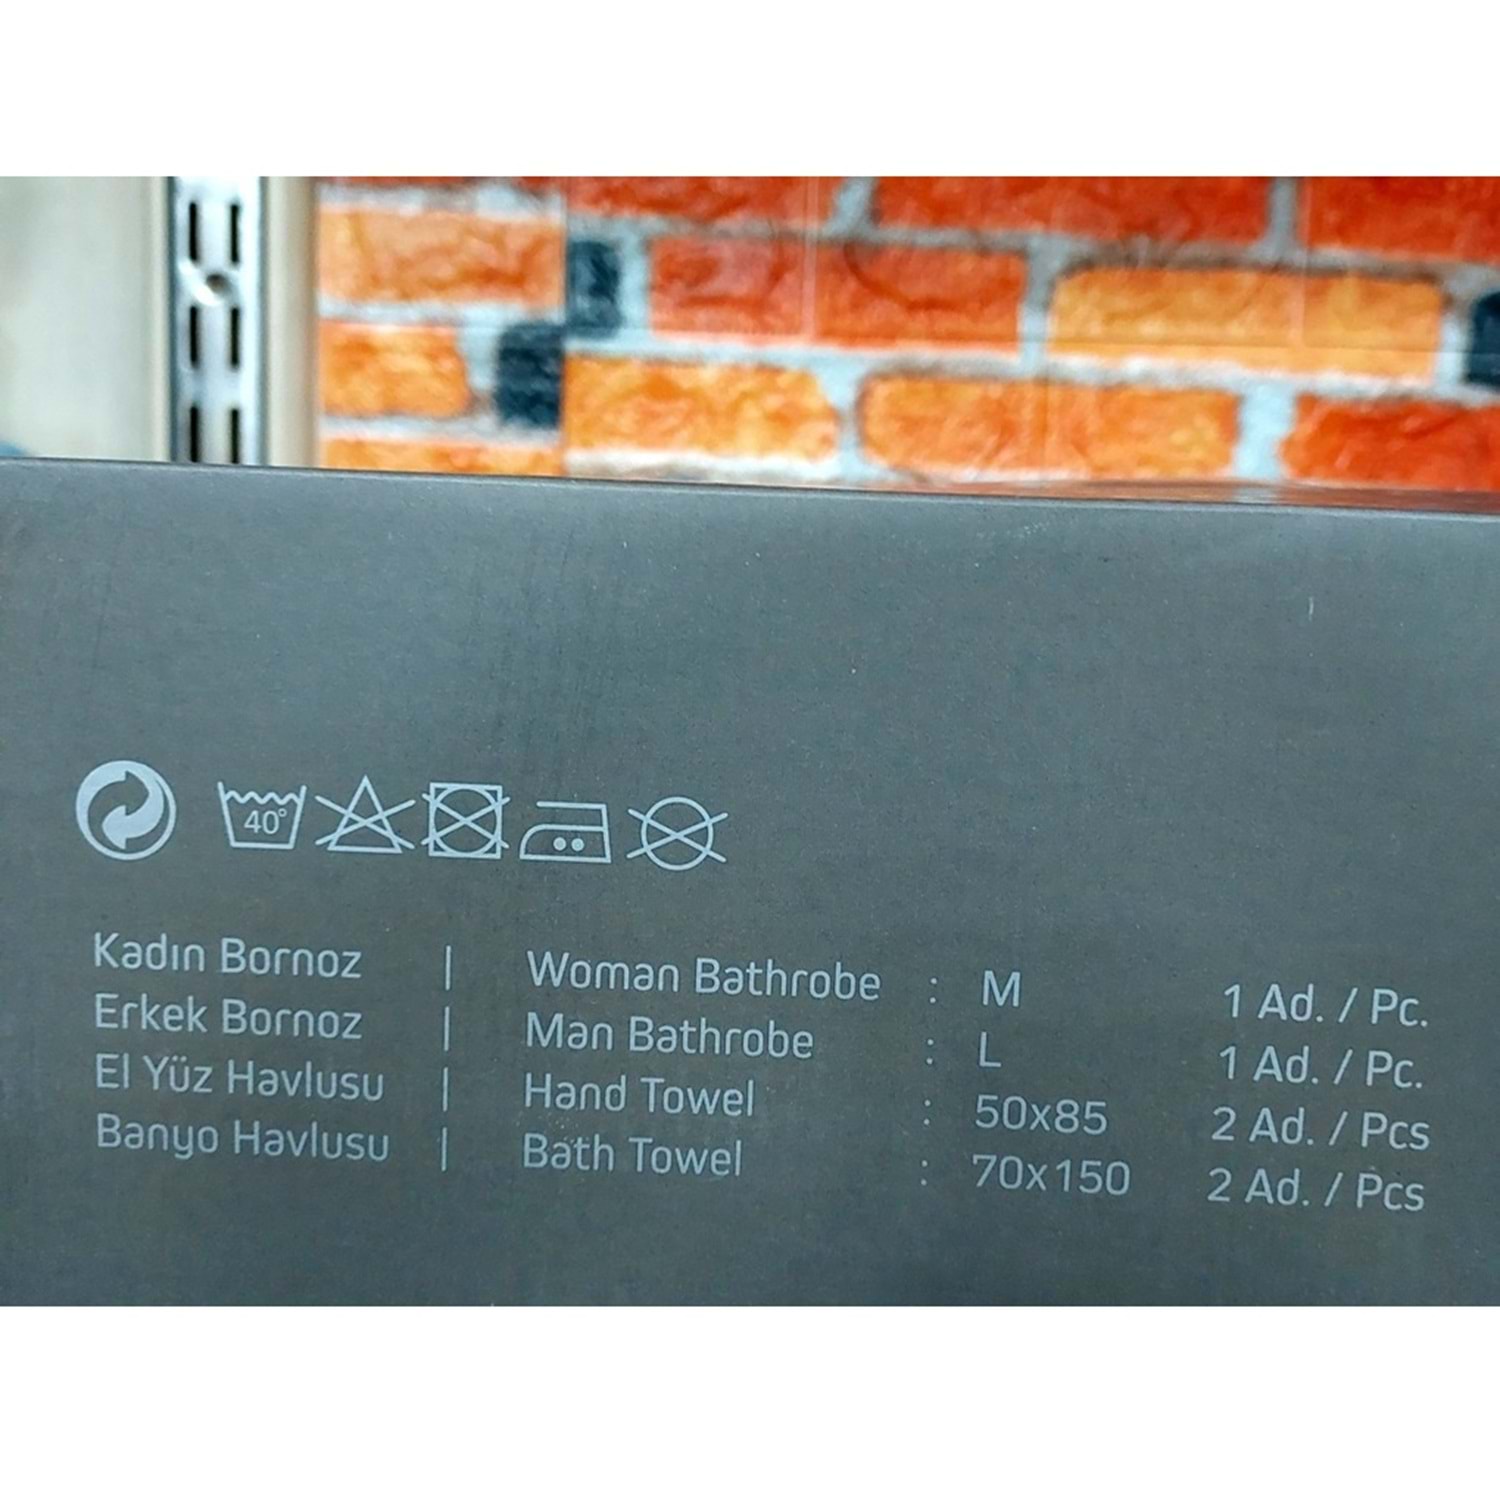 40°
Kadın Bornoz | Woman Bathrobe : M 1 Ad. / Pc.
Erkek Bornoz | Man Bathrobe : L 1 Ad. / Pc.
El Yüz Havlusu | Hand Towel : 50x85 2 Ad. / Pcs
Banyo Havlusu | Bath Towel : 70x150 2 Ad. / Pcs